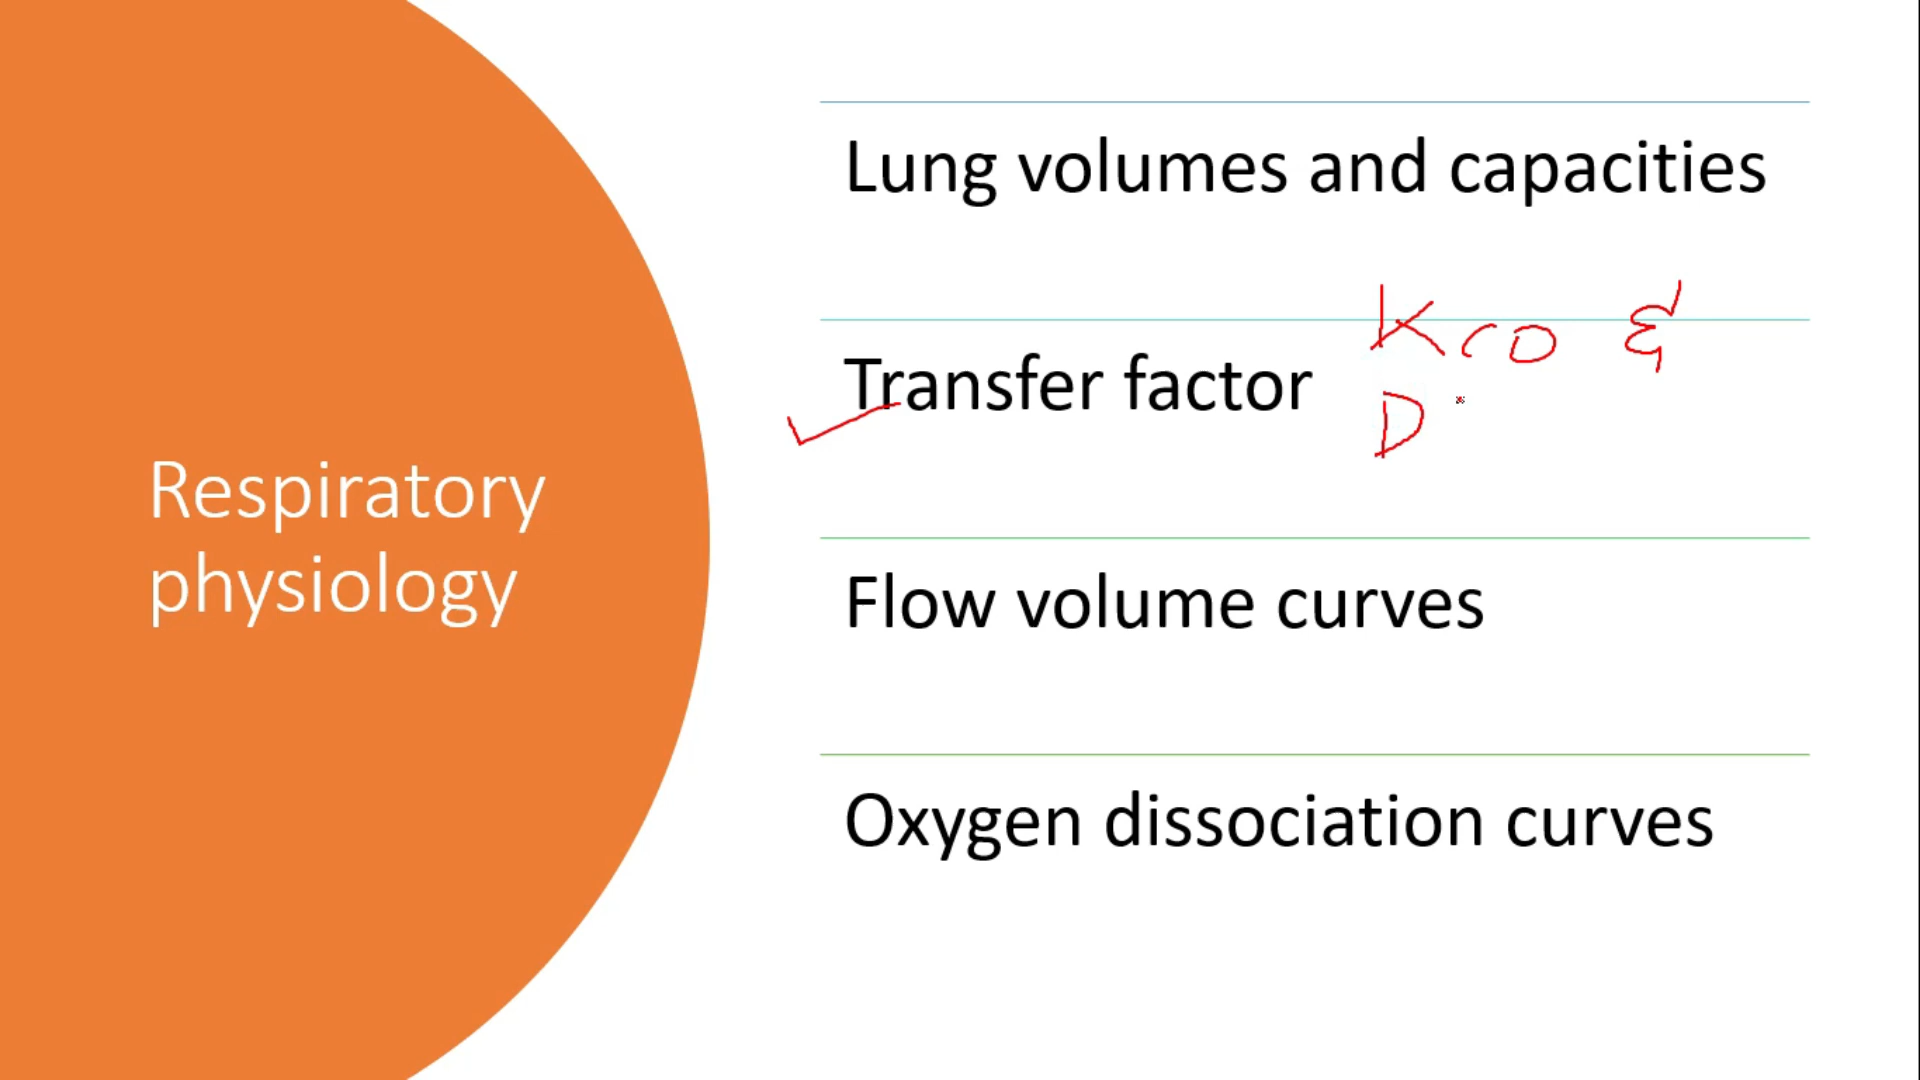 Respiratory
physiology
Lung volumes and capacities
Transfer factor
Kco &
D
Flow volume curves
Oxygen dissociation curves